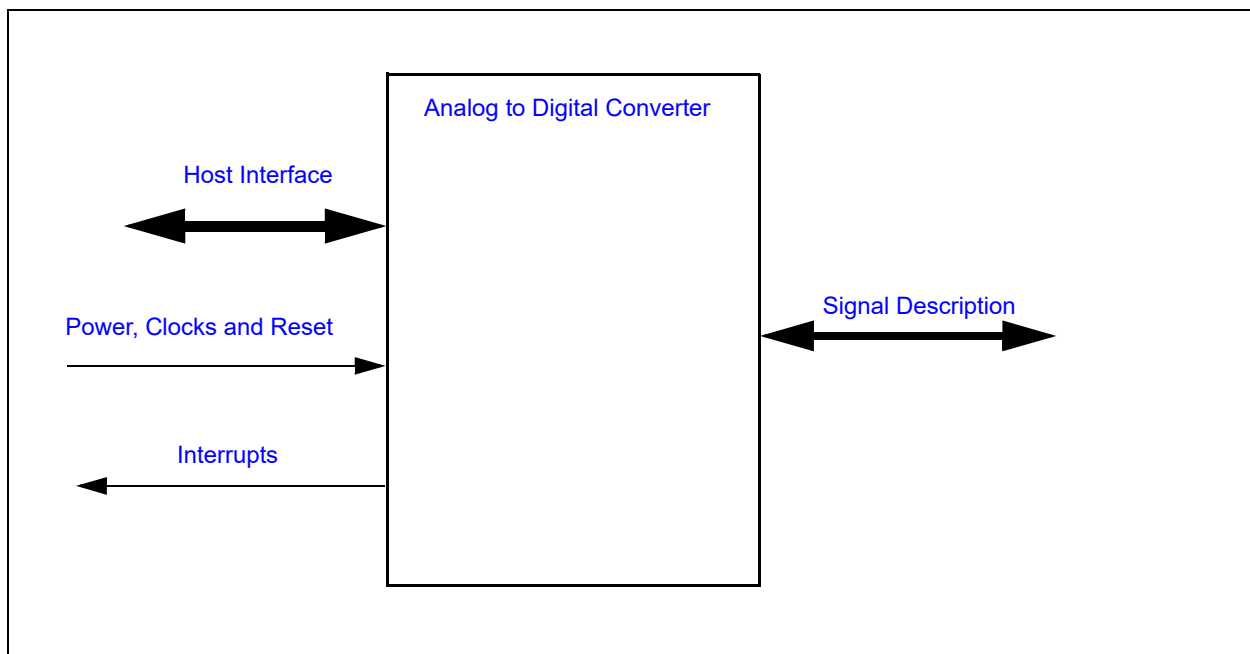 Analog to Digital Converter
Host Interface
Signal Description
Power, Clocks and Reset
Interrupts